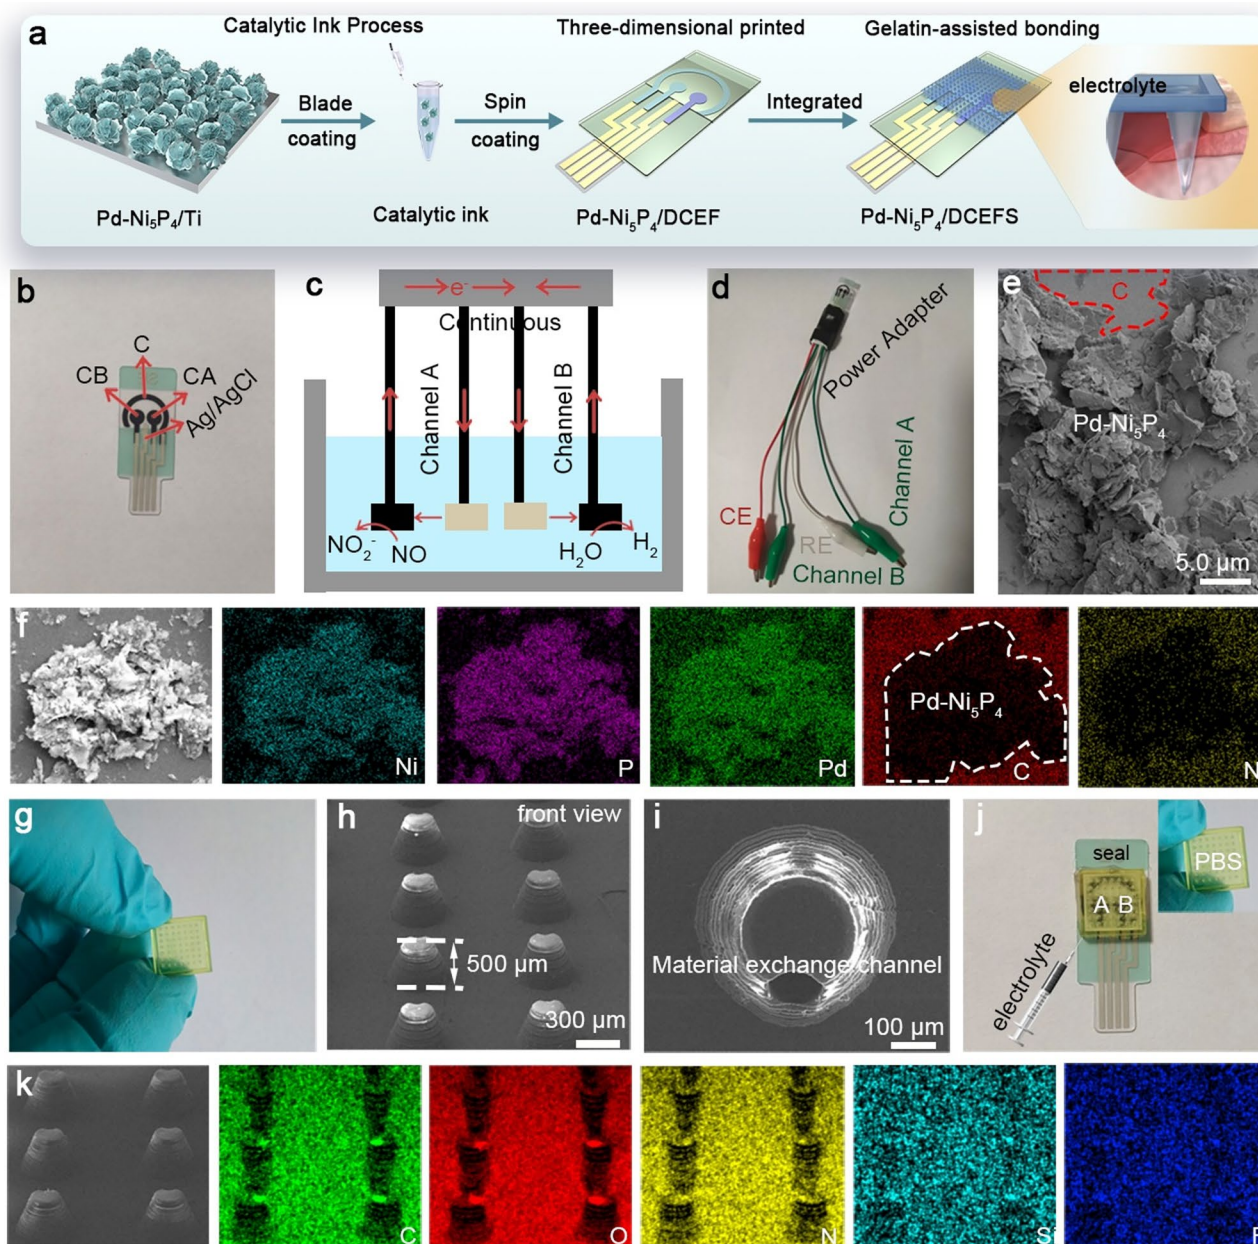 a
Catalytic Ink Process
Three-dimensional printed
Gelatin-assisted bonding
electrolyte
Blade
coating
Spin
coating
Integrated
Pd-Ni₅P₄/Ti
Catalytic ink
Pd-Ni₅P₄/DCEF
Pd-Ni₅P₄/DCEFS
b
C
CB
CA
Ag/AgCl
c
e⁻
Continuous
Channel A
Channel B
NO₂⁻
NO
H₂O
H₂
d
Power Adapter
Channel A
CE
RE
Channel B
e
C
Pd-Ni₅P₄
5.0 µm
f
Ni
P
Pd
Pd-Ni₅P₄
C
N
g
h
front view
500 µm
300 µm
i
Material exchange channel
100 µm
j
seal
A B
PBS
electrolyte
k
C
O
N
Si